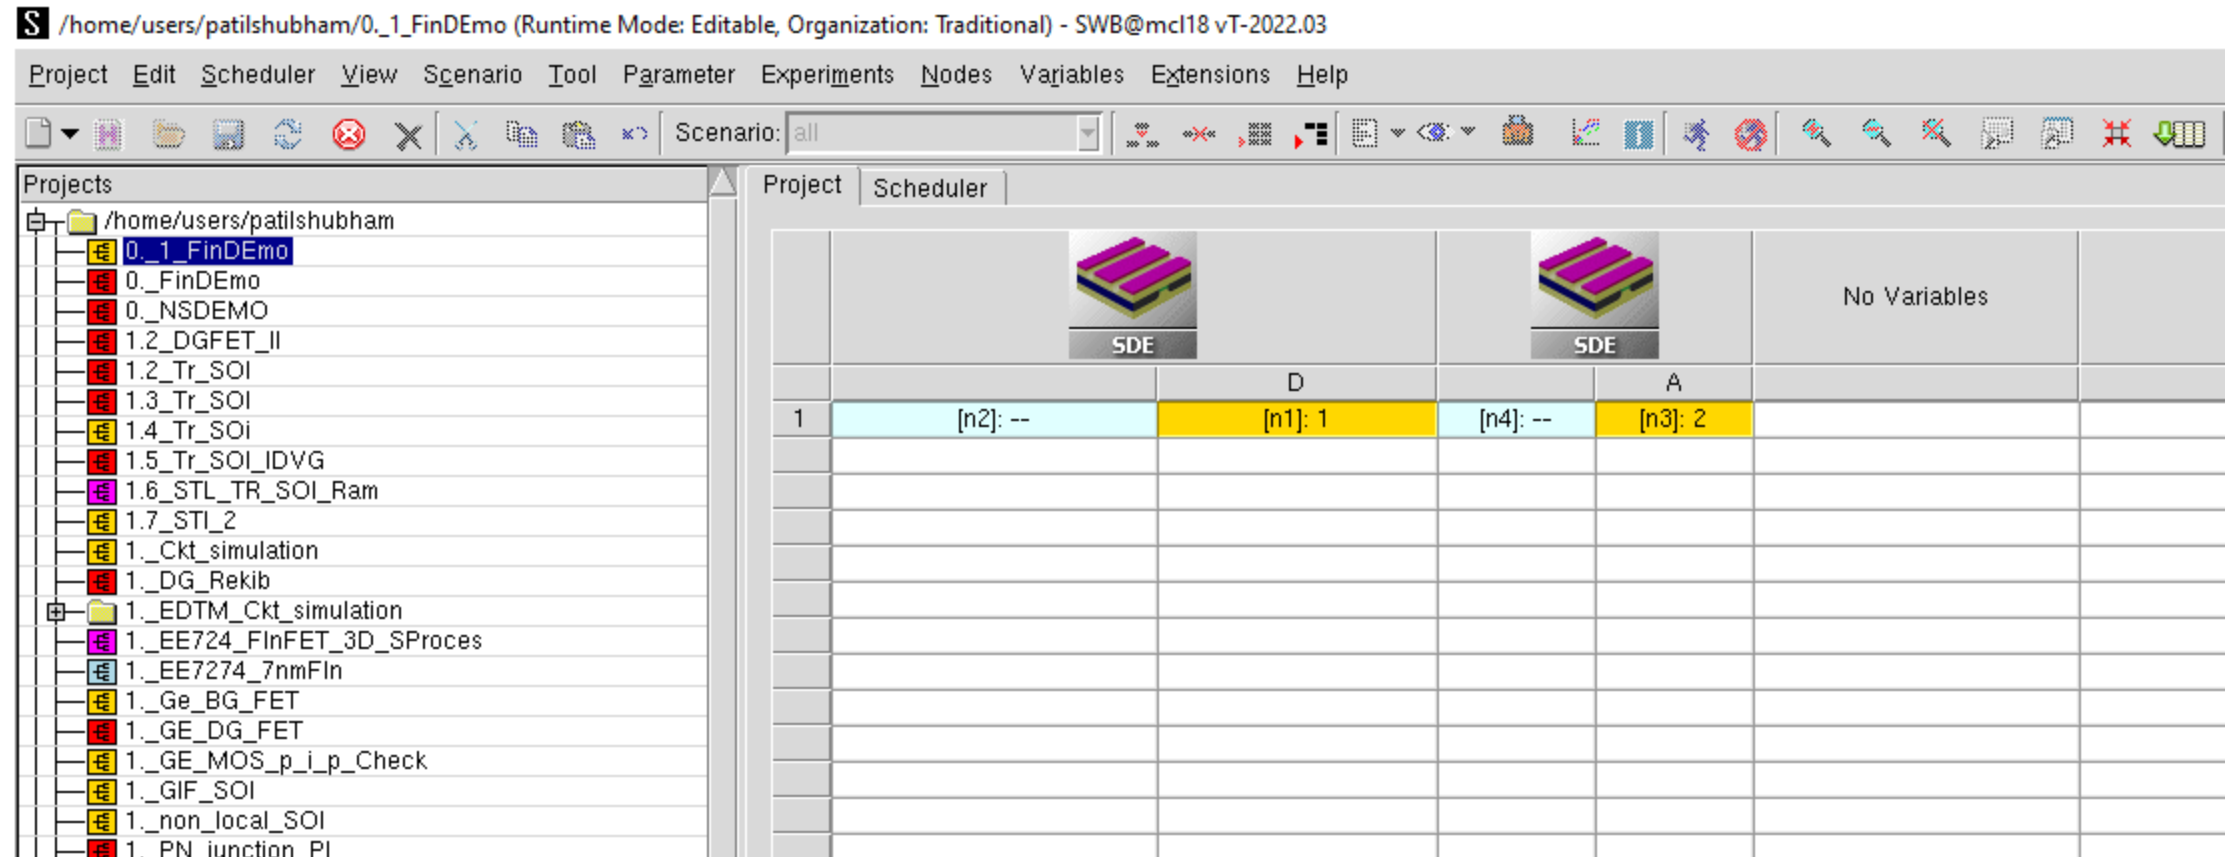 S /home/users/patilshubham/0._1_FinDEmo (Runtime Mode: Editable, Organization: Traditional) - SWB@mcl18 vT-2022.03
Project Edit Scheduler View Scenario Tool Parameter Experiments Nodes Variables Extensions Help
Scenario: all
Projects
/home/users/patilshubham
0._1_FinDEmo
0._FinDEmo
0._NSDEMO
1.2_DGFET_II
1.2_Tr_SOI
1.3_Tr_SOI
1.4_Tr_SOi
1.5_Tr_SOI_IDVG
1.6_STL_TR_SOI_Ram
1.7_STI_2
1._Ckt_simulation
1._DG_Rekib
1._EDTM_Ckt_simulation
1._EE724_FInFET_3D_SProces
1._EE7274_7nmFIn
1._Ge_BG_FET
1._GE_DG_FET
1._GE_MOS_p_i_p_Check
1._GIF_SOI
1._non_local_SOI
1._PN_junction_PI
Project Scheduler
SDE SDE No Variables
D A
1 [n2]: -- [n1]: 1 [n4]: -- [n3]: 2